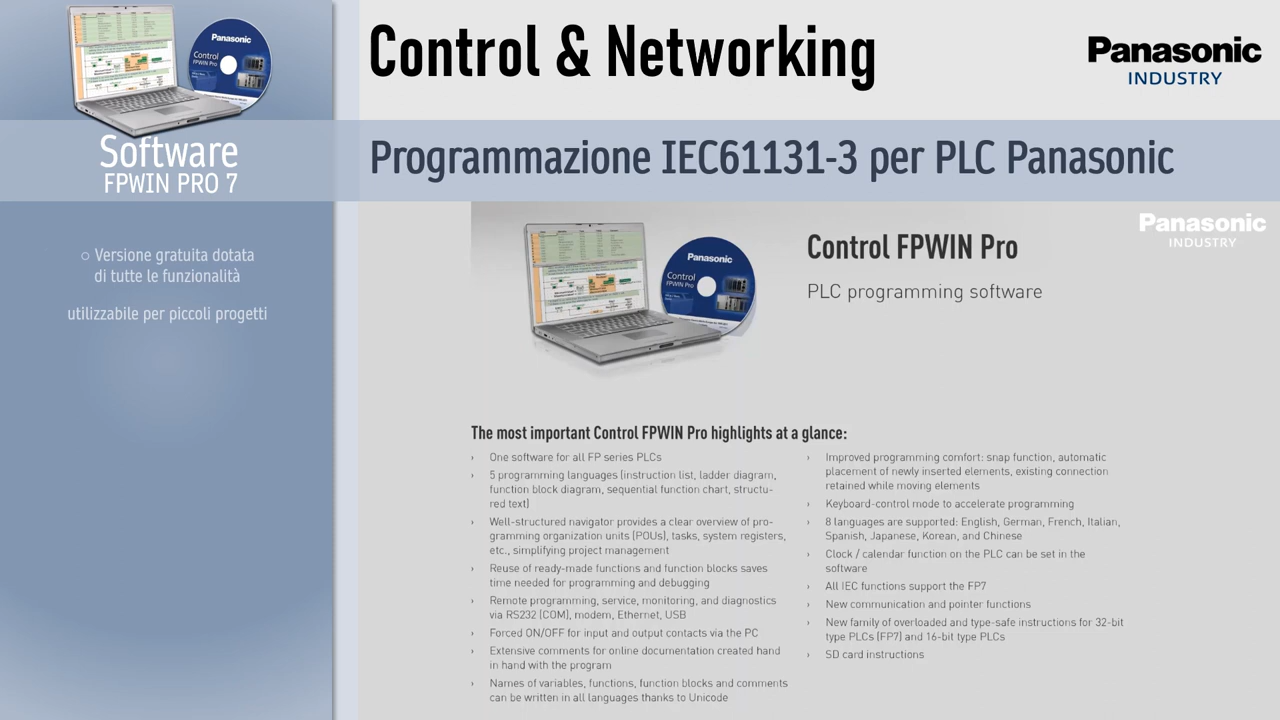 Control & Networking
Panasonic
INDUSTRY
Panasonic
Control
FPWIN Pro
Software
FPWIN PRO 7
Programmazione IEC61131-3 per PLC Panasonic
○ Versione gratuita dotata
di tutte le funzionalità
utilizzabile per piccoli progetti
Panasonic
INDUSTRY
Panasonic
Control
FPWIN Pro
Control FPWIN Pro
PLC programming software
The most important Control FPWIN Pro highlights at a glance:
› One software for all FP series PLCs
› 5 programming languages (instruction list, ladder diagram,
function block diagram, sequential function chart, structu-
red text)
› Well-structured navigator provides a clear overview of pro-
gramming organization units (POUs), tasks, system registers,
etc., simplifying project management
› Reuse of ready-made functions and function blocks saves
time needed for programming and debugging
› Remote programming, service, monitoring, and diagnostics
via RS232 (COM), modem, Ethernet, USB
› Forced ON/OFF for input and output contacts via the PC
› Extensive comments for online documentation created hand
in hand with the program
› Names of variables, functions, function blocks and comments
can be written in all languages thanks to Unicode
› Improved programming comfort: snap function, automatic
placement of newly inserted elements, existing connection
retained while moving elements
› Keyboard-control mode to accelerate programming
› 8 languages are supported: English, German, French, Italian,
Spanish, Japanese, Korean, and Chinese
› Clock / calendar function on the PLC can be set in the
software
› All IEC functions support the FP7
› New communication and pointer functions
› New family of overloaded and type-safe instructions for 32-bit
type PLCs (FP7) and 16-bit type PLCs
› SD card instructions